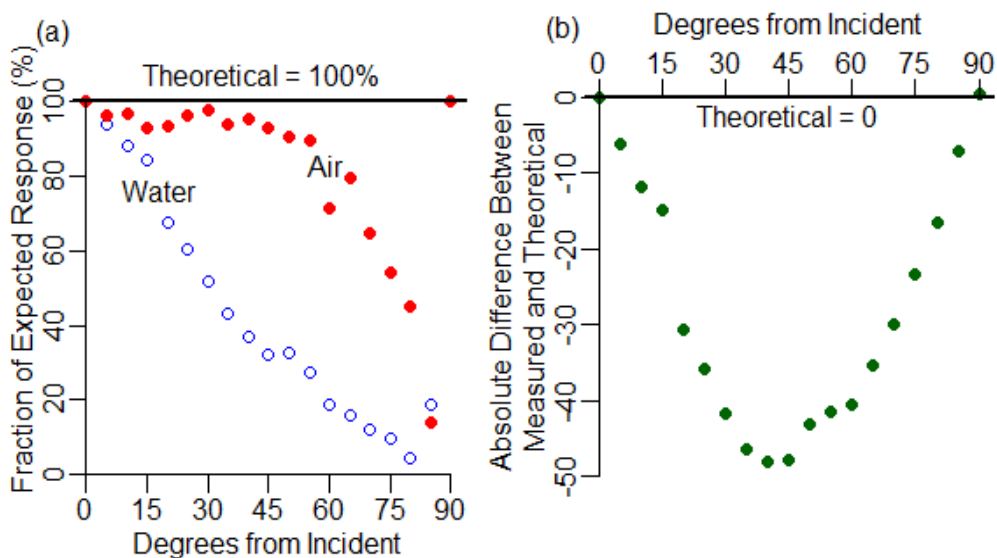 (a)
Theoretical = 100%
Fraction of Expected Response (%)
100
80
60
40
20
0
Water
Air
0 15 30 45 60 75 90
Degrees from Incident
(b)
Degrees from Incident
0 15 30 45 60 75 90
Theoretical = 0
Absolute Difference Between
Measured and Theoretical
0
-10
-20
-30
-40
-50